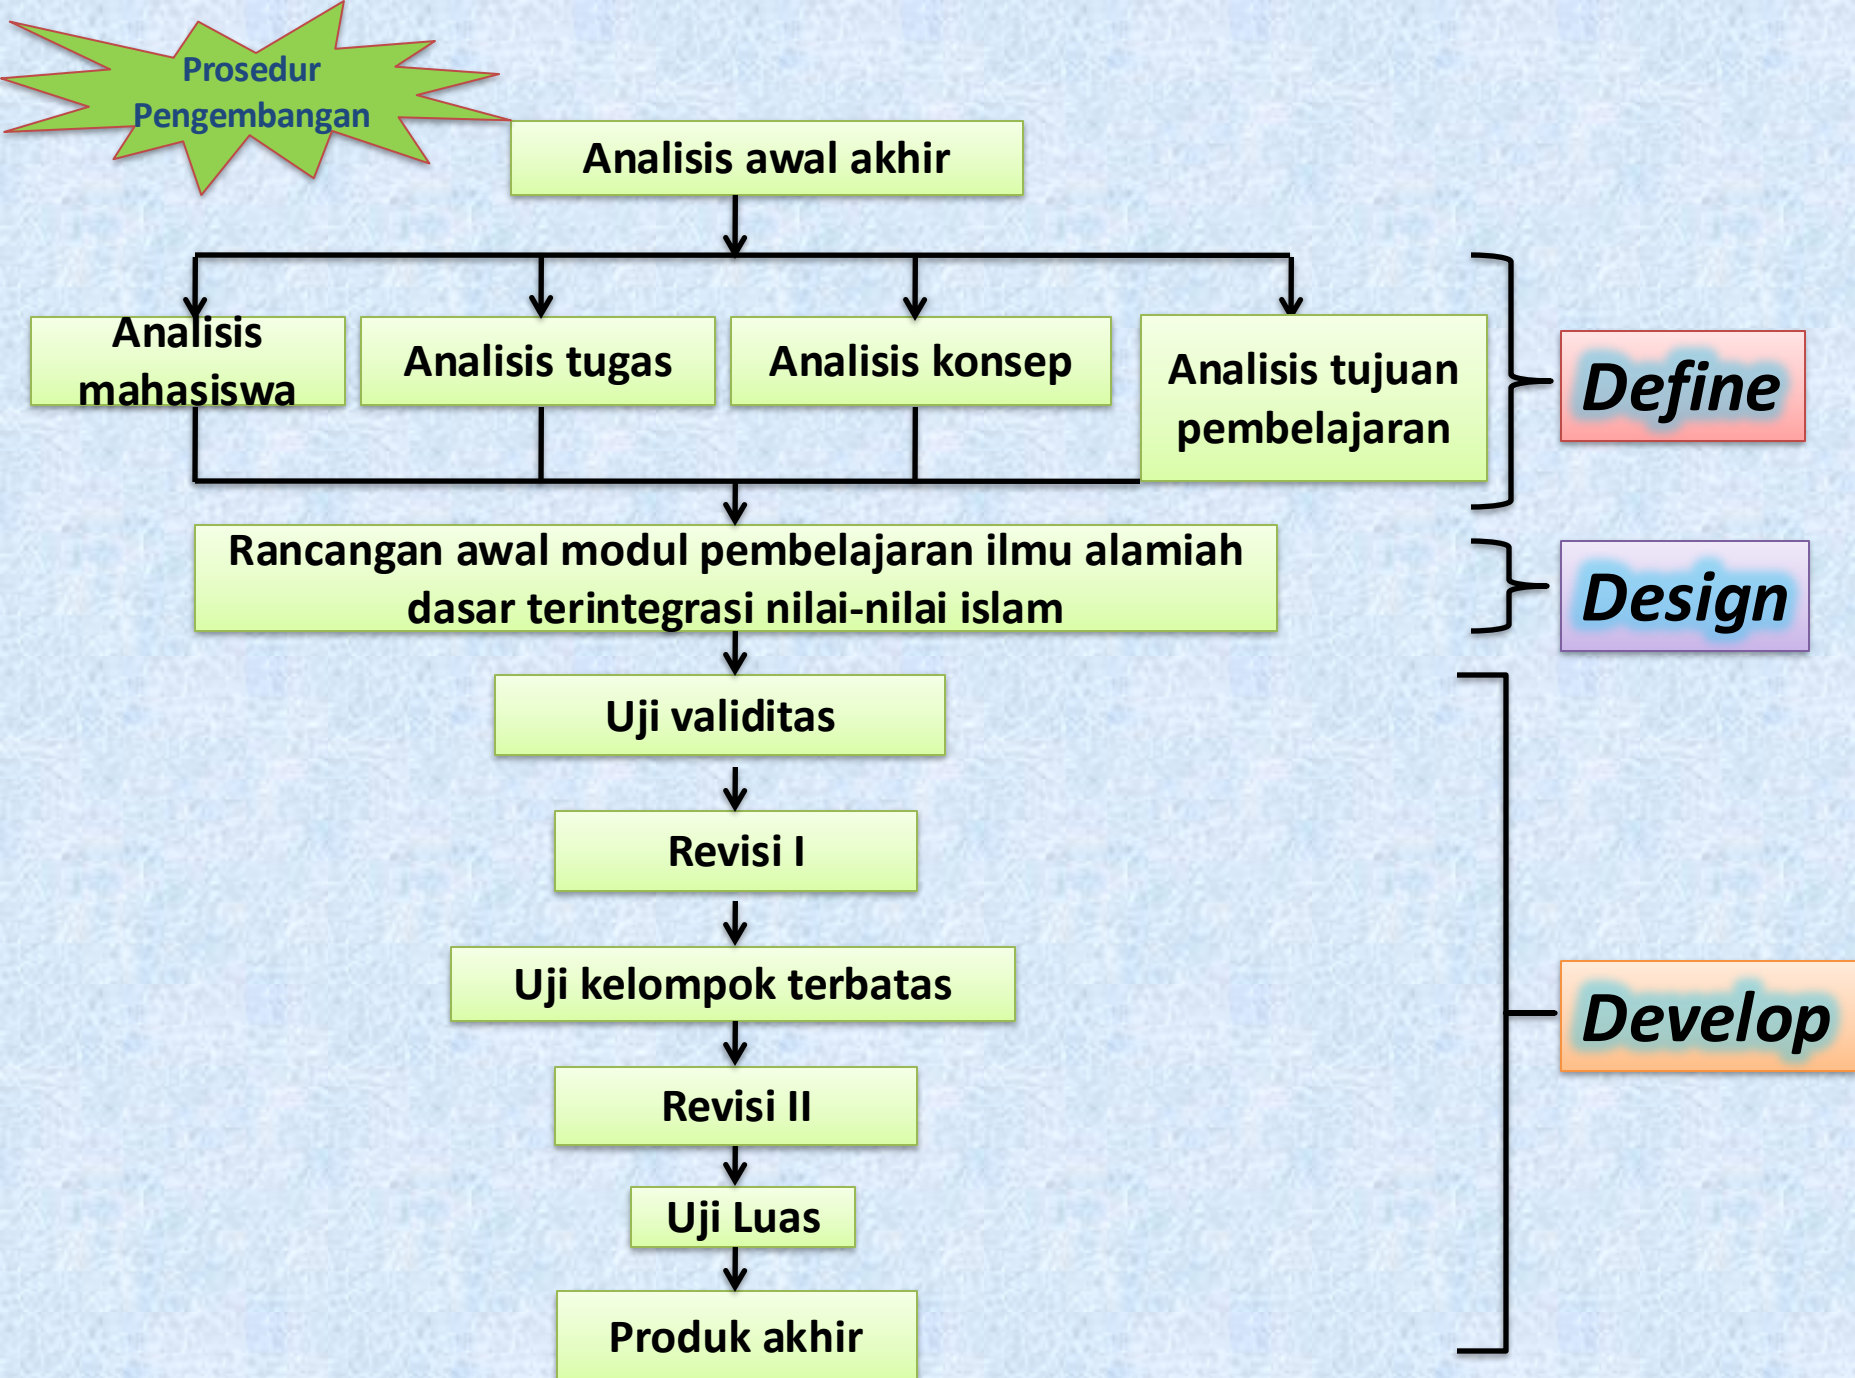 Prosedur
Pengembangan
Analisis awal akhir
Analisis
mahasiswa
Analisis tugas
Analisis konsep
Analisis tujuan
pembelajaran
Define
Rancangan awal modul pembelajaran ilmu alamiah
dasar terintegrasi nilai-nilai islam
Design
Uji validitas
Revisi I
Uji kelompok terbatas
Develop
Revisi II
Uji Luas
Produk akhir